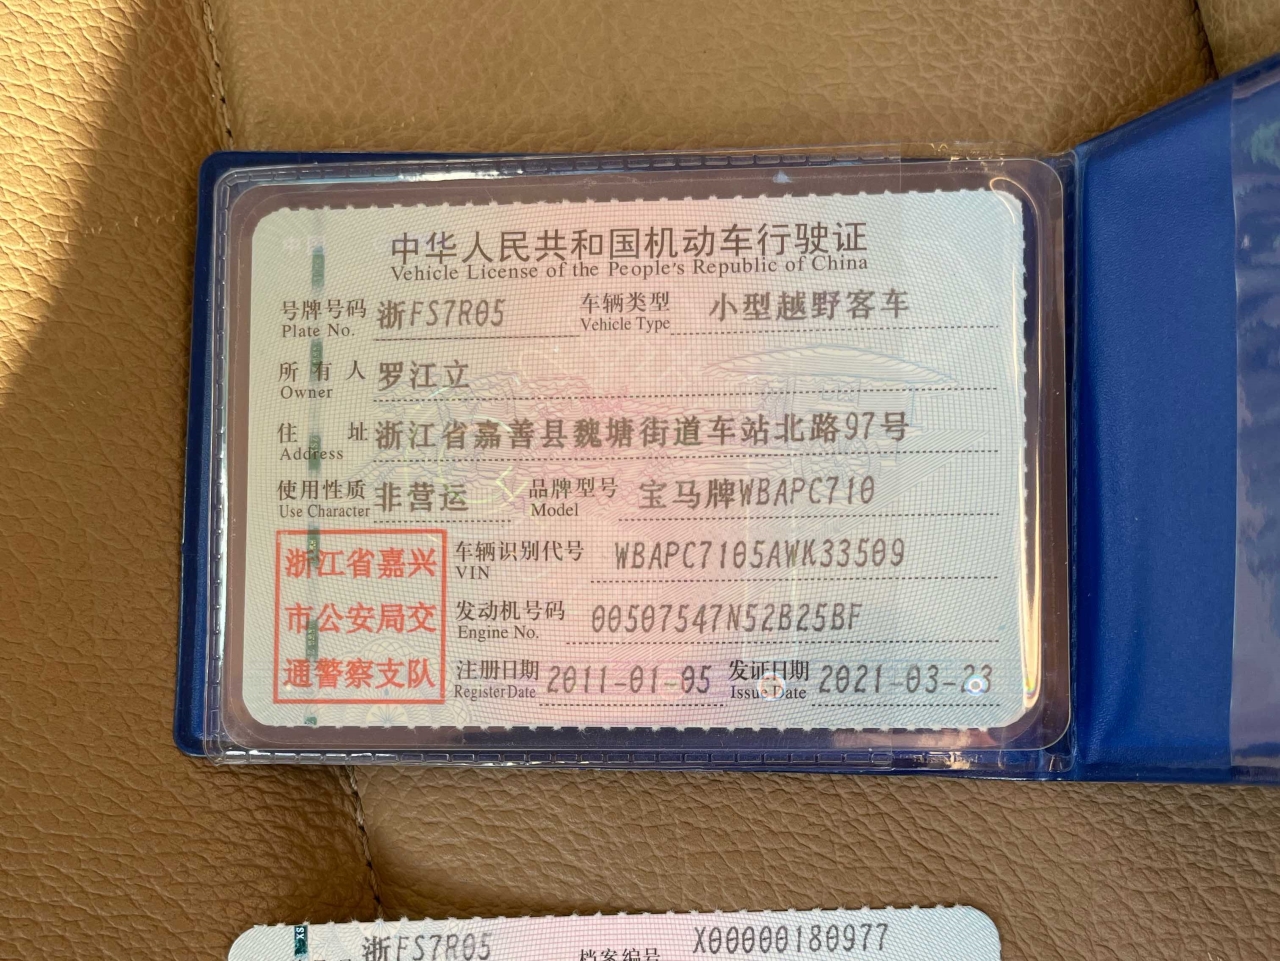 中华人民共和国机动车行驶证
Vehicle License of the People's Republic of China
号牌号码 浙FS7R05 车辆类型 小型越野客车
Plate No. Vehicle Type
所有人 罗江立
Owner
住址 浙江省嘉善县魏塘街道车站北路97号
Address
使用性质 非营运 品牌型号 宝马牌WBAPC710
Use Character Model
浙江省嘉兴
市公安局交
通警察支队
车辆识别代号 WBAPC7105AWK33509
VIN
发动机号码 00507547N52B25BF
Engine No.
注册日期 2011-01-05 发证日期 2021-03-23
Register Date Issue Date
浙FS7R05 档案编号 X00000180977